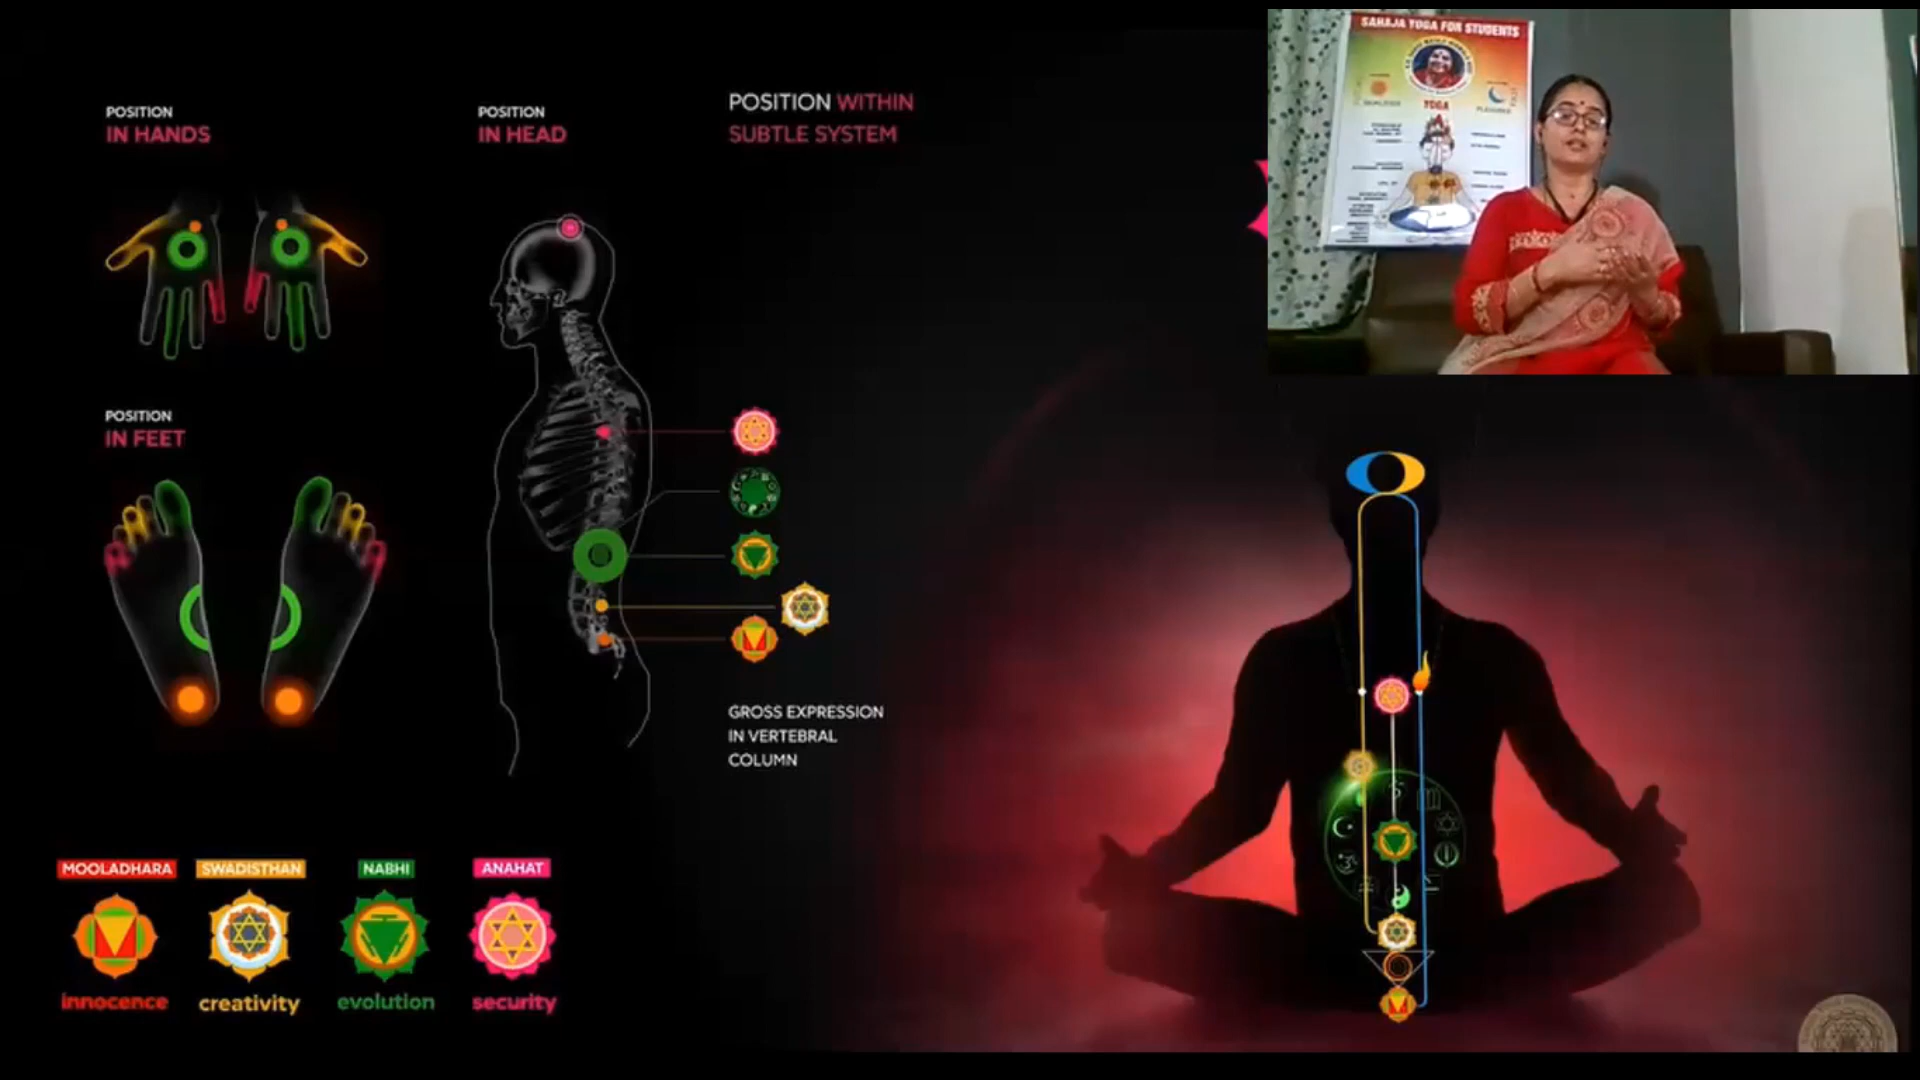 POSITION
IN HANDS
POSITION
IN HEAD
POSITION WITHIN
SUBTLE SYSTEM
SAHAJA YOGA FOR STUDENTS
YOGA
POSITION
IN FEET
GROSS EXPRESSION
IN VERTEBRAL
COLUMN
MOOLADHARA
SWADISTHAN
NABHI
ANAHAT
innocence
creativity
evolution
security